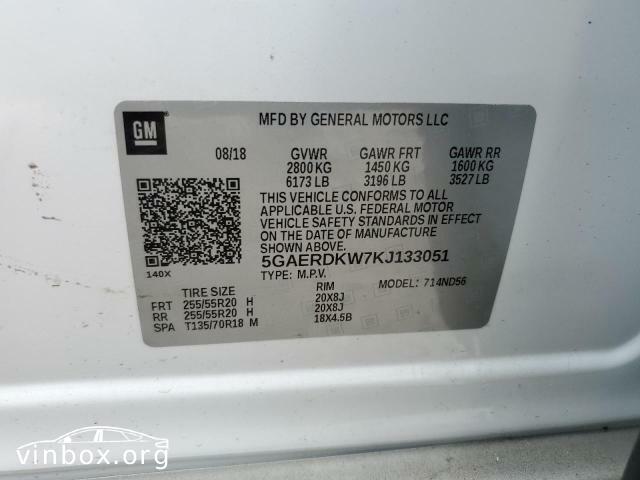 GM
MFD BY GENERAL MOTORS LLC
08/18 GVWR GAWR FRT GAWR RR
2800 KG 1450 KG 1600 KG
6173 LB 3196 LB 3527 LB
THIS VEHICLE CONFORMS TO ALL
APPLICABLE U.S. FEDERAL MOTOR
VEHICLE SAFETY STANDARDS IN EFFECT
ON THE DATE OF MANUFACTURE
SHOWN ABOVE.
140X
5GAERDKW7KJ133051
TYPE: M.P.V. MODEL: 714ND56
TIRE SIZE RIM
FRT 255/55R20 H 20X8J
RR 255/55R20 H 20X8J
SPA T135/70R18 M 18X4.5B
vinbox.org